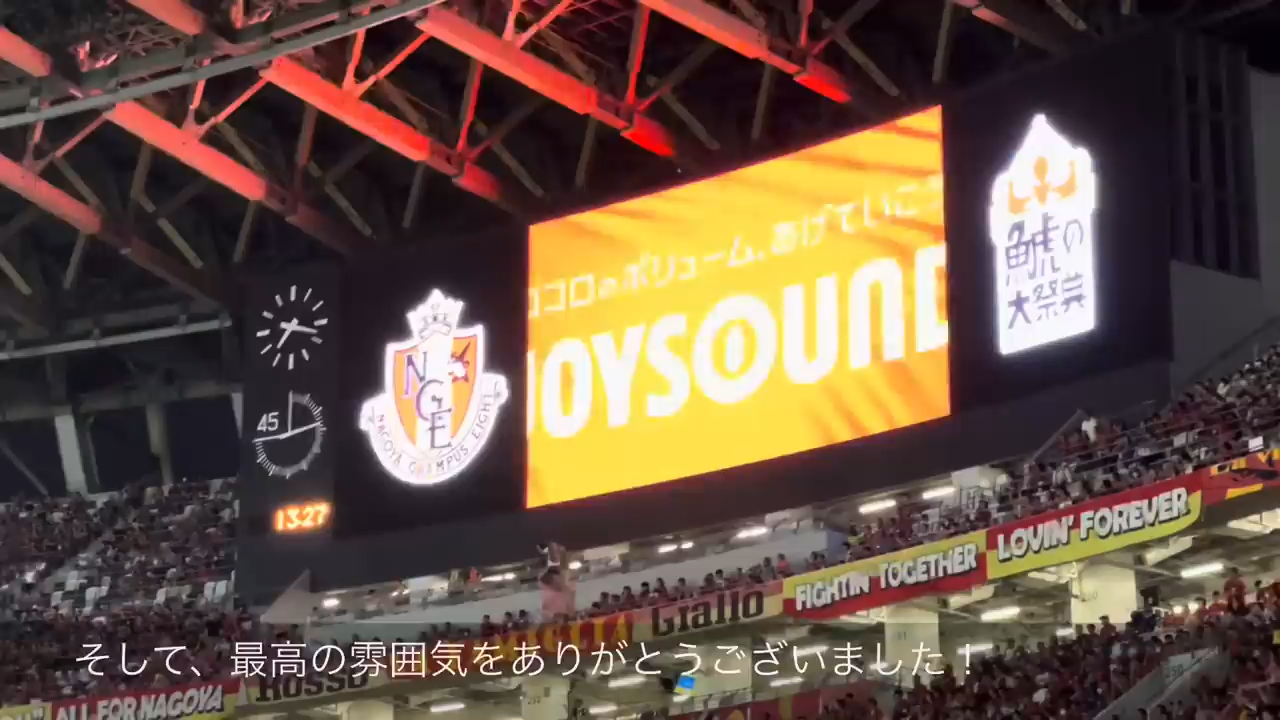 ココロのボリューム、あげていこう
JOYSOUND
鯱の
大祭典
NGE
NAGOYA GRAMPUS EIGHT
45
13:27
LOVIN' FOREVER
FIGHTIN' TOGETHER
Giallo
そして、最高の雰囲気をありがとうございました！
Rosso
ALL FOR NAGOYA